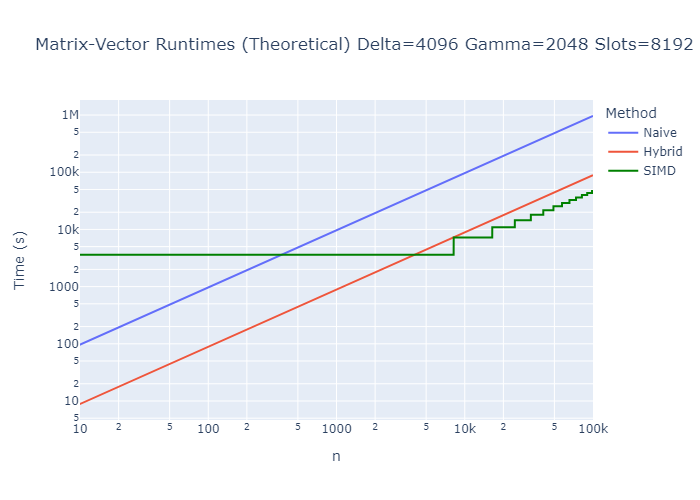 Matrix-Vector Runtimes (Theoretical) Delta=4096 Gamma=2048 Slots=8192
Method
Naive
Hybrid
SIMD
Time (s)
1M
5
2
100k
5
2
10k
5
2
1000
5
2
100
5
2
10
5
10 2 5 100 2 5 1000 2 5 10k 2 5 100k
n